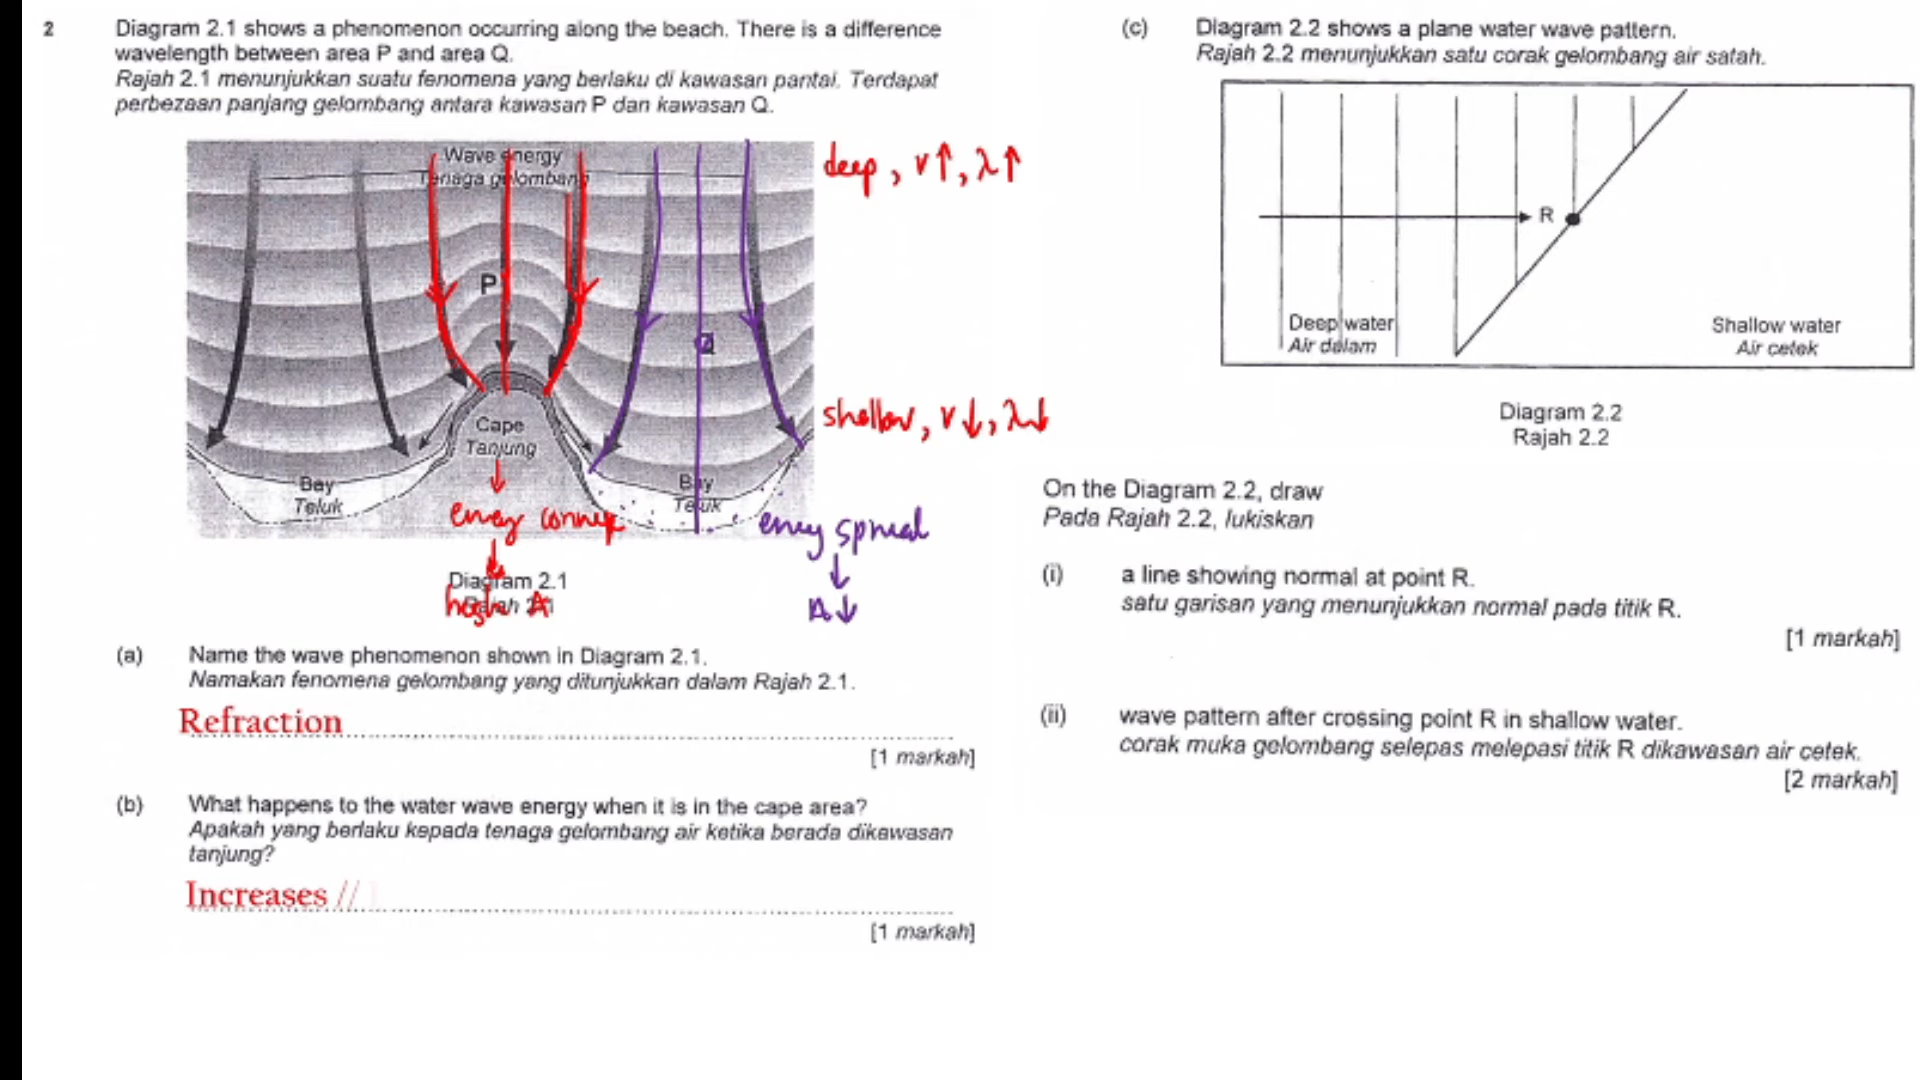 2 Diagram 2.1 shows a phenomenon occurring along the beach. There is a difference
wavelength between area P and area Q.
Rajah 2.1 menunjukkan suatu fenomena yang berlaku di kawasan pantai. Terdapat
perbezaan panjang gelombang antara kawasan P dan kawasan Q.
Wave energy
Tenaga gelombang
deep, v↑, λ↑
P
Q
shallow, v↓, λ↓
Cape
Tanjung
Bay
Teluk
Bay
Teluk
↓
energy
energy spread
↓
A↓
Diagram 2.1
Rajah 2.1
A
(a) Name the wave phenomenon shown in Diagram 2.1.
Namakan fenomena gelombang yang ditunjukkan dalam Rajah 2.1.
Refraction
[1 markah]
(b) What happens to the water wave energy when it is in the cape area?
Apakah yang berlaku kepada tenaga gelombang air ketika berada dikawasan
tanjung?
Increases //
[1 markah]
(c) Diagram 2.2 shows a plane water wave pattern.
Rajah 2.2 menunjukkan satu corak gelombang air satah.
R
Deep water
Air dalam
Shallow water
Air cetek
Diagram 2.2
Rajah 2.2
On the Diagram 2.2, draw
Pada Rajah 2.2, lukiskan
(i) a line showing normal at point R.
satu garisan yang menunjukkan normal pada titik R.
[1 markah]
(ii) wave pattern after crossing point R in shallow water.
corak muka gelombang selepas melepasi titik R dikawasan air cetek.
[2 markah]